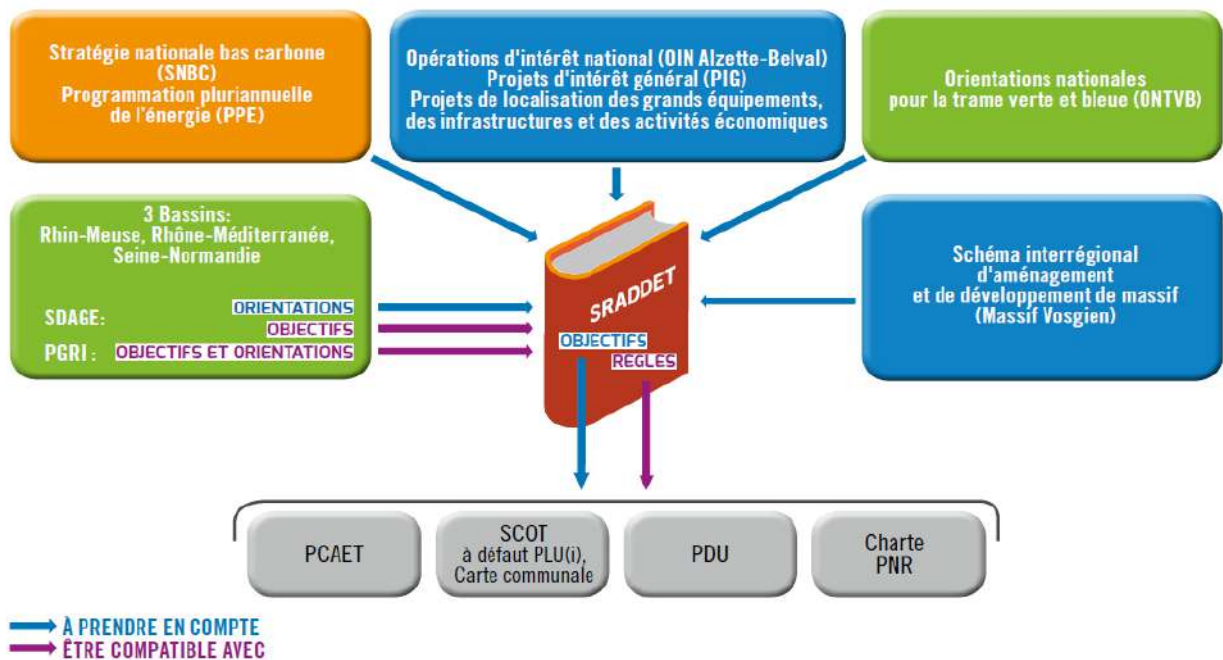 Stratégie nationale bas carbone
(SNBC)
Programmation pluriannuelle
de l'énergie (PPE)
Opérations d'intérêt national (OIN Alzette-Belval)
Projets d'intérêt général (PIG)
Projets de localisation des grands équipements,
des infrastructures et des activités économiques
Orientations nationales
pour la trame verte et bleue (ONTVB)
3 Bassins:
Rhin-Meuse, Rhône-Méditerranée,
Seine-Normandie
SDAGE: ORIENTATIONS
OBJECTIFS
PGRI : OBJECTIFS ET ORIENTATIONS
SRADDET
OBJECTIFS
RÈGLES
Schéma interrégional
d'aménagement
et de développement de massif
(Massif Vosgien)
PCAET
SCOT
à défaut PLU(i),
Carte communale
PDU
Charte
PNR
À PRENDRE EN COMPTE
ÊTRE COMPATIBLE AVEC